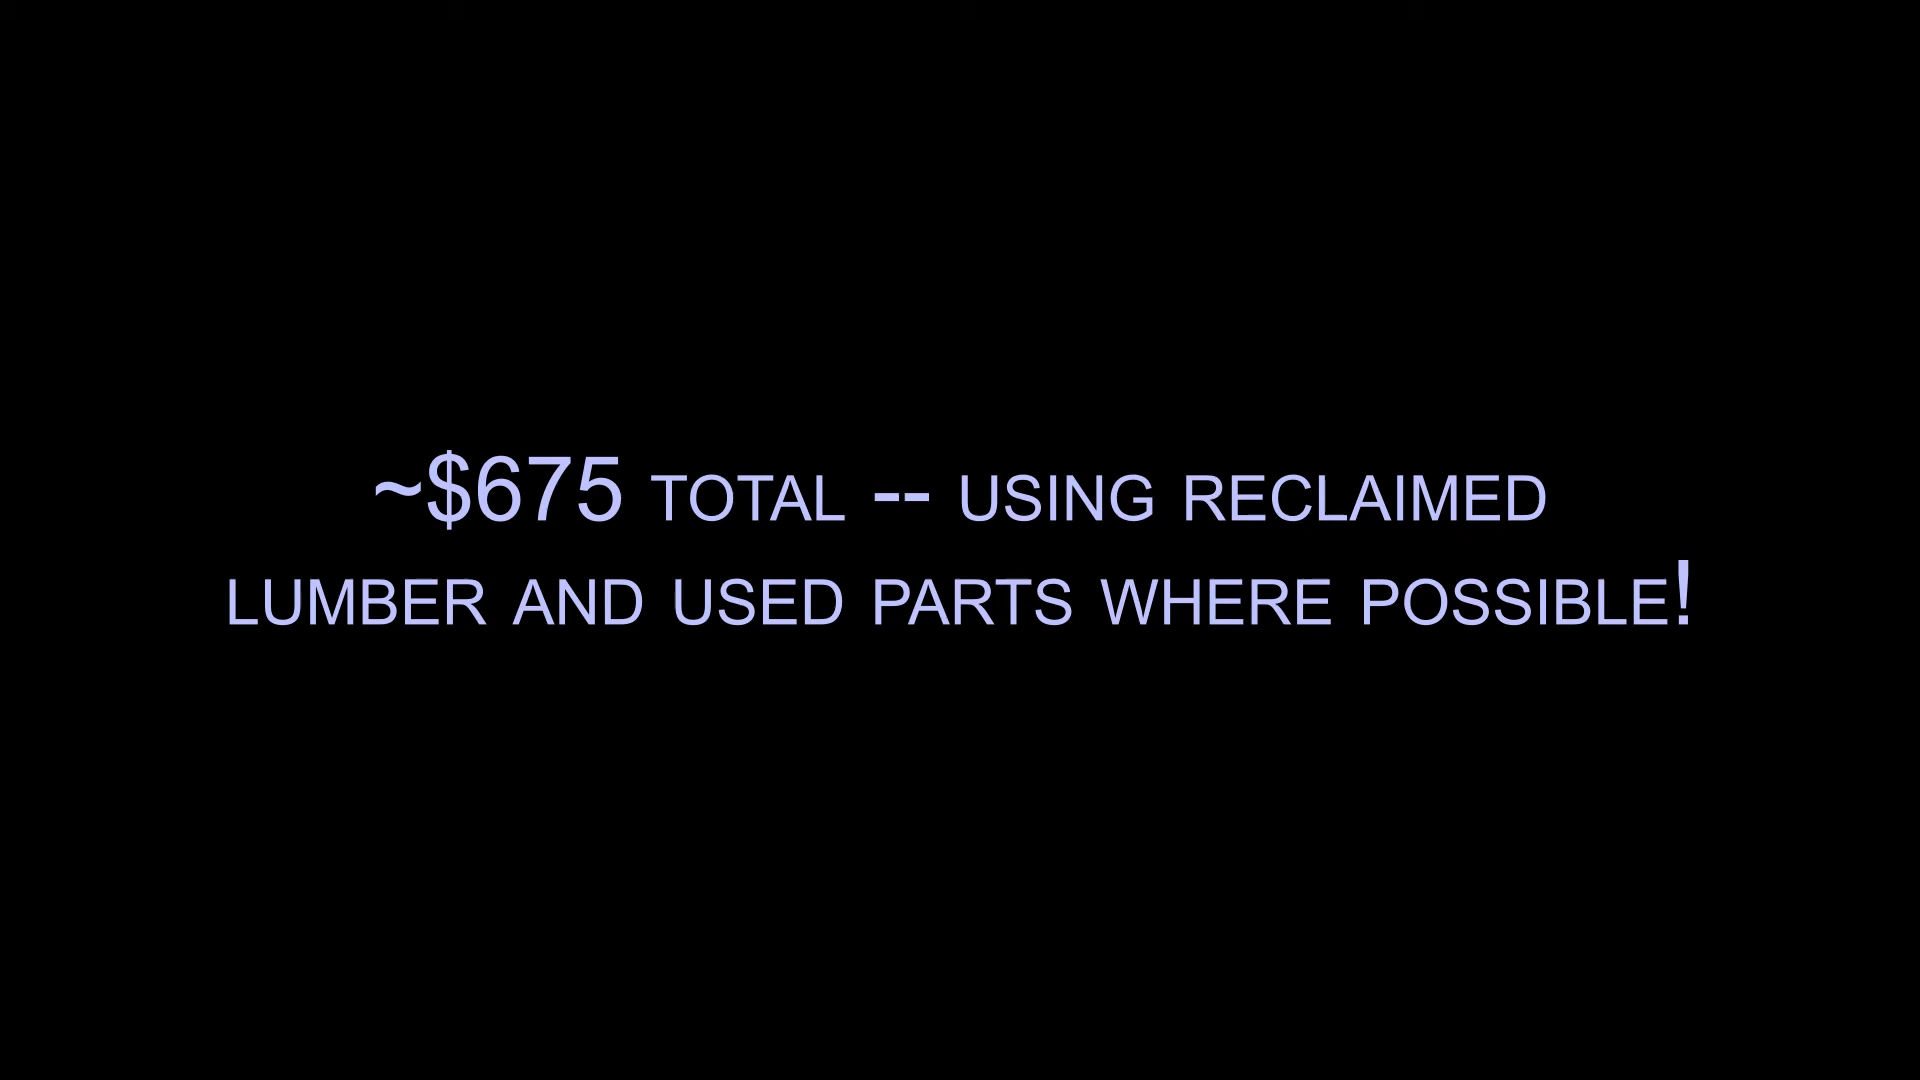 ~$675 total -- using reclaimed
lumber and used parts where possible!